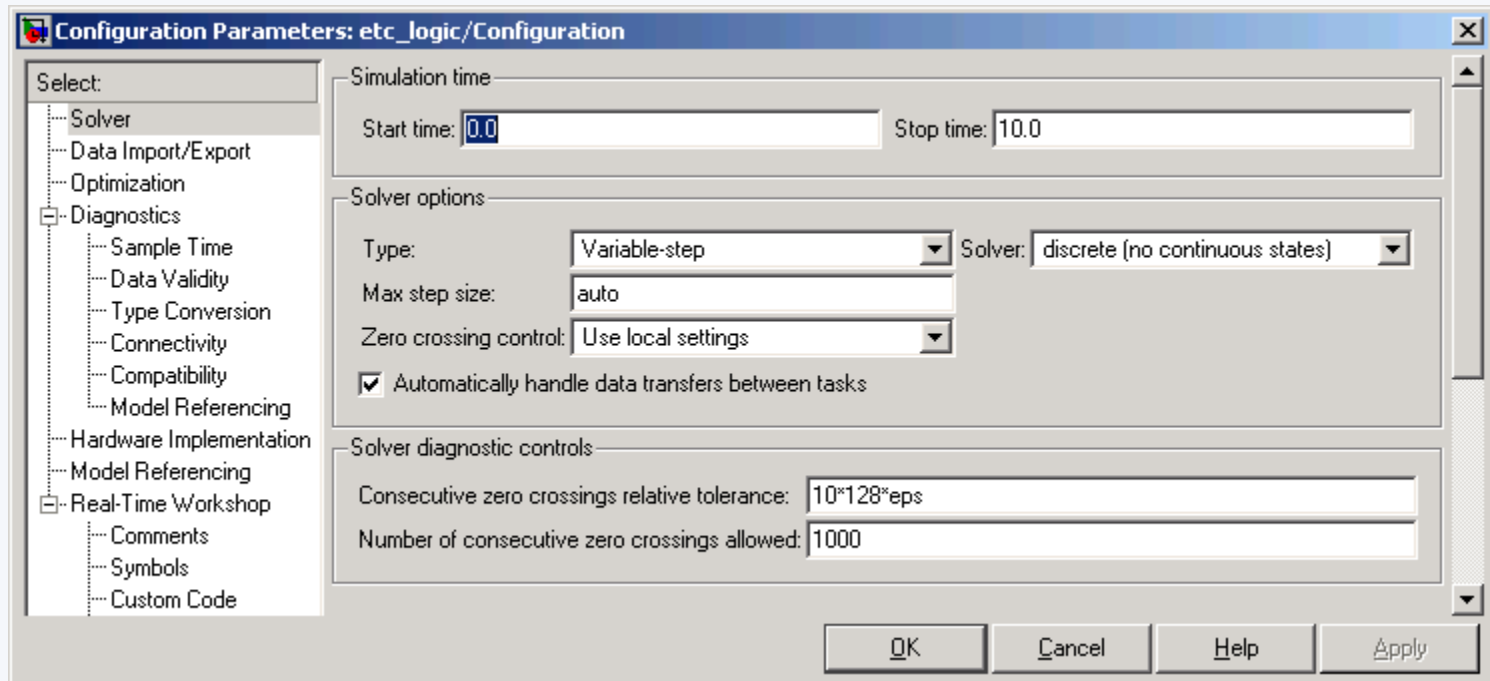 Configuration Parameters: etc_logic/Configuration
Select:
Solver
Data Import/Export
Optimization
Diagnostics
Sample Time
Data Validity
Type Conversion
Connectivity
Compatibility
Model Referencing
Hardware Implementation
Model Referencing
Real-Time Workshop
Comments
Symbols
Custom Code
Simulation time
Start time: 0.0 Stop time: 10.0
Solver options
Type: Variable-step Solver: discrete (no continuous states)
Max step size: auto
Zero crossing control: Use local settings
Automatically handle data transfers between tasks
Solver diagnostic controls
Consecutive zero crossings relative tolerance: 10*128*eps
Number of consecutive zero crossings allowed: 1000
OK Cancel Help Apply